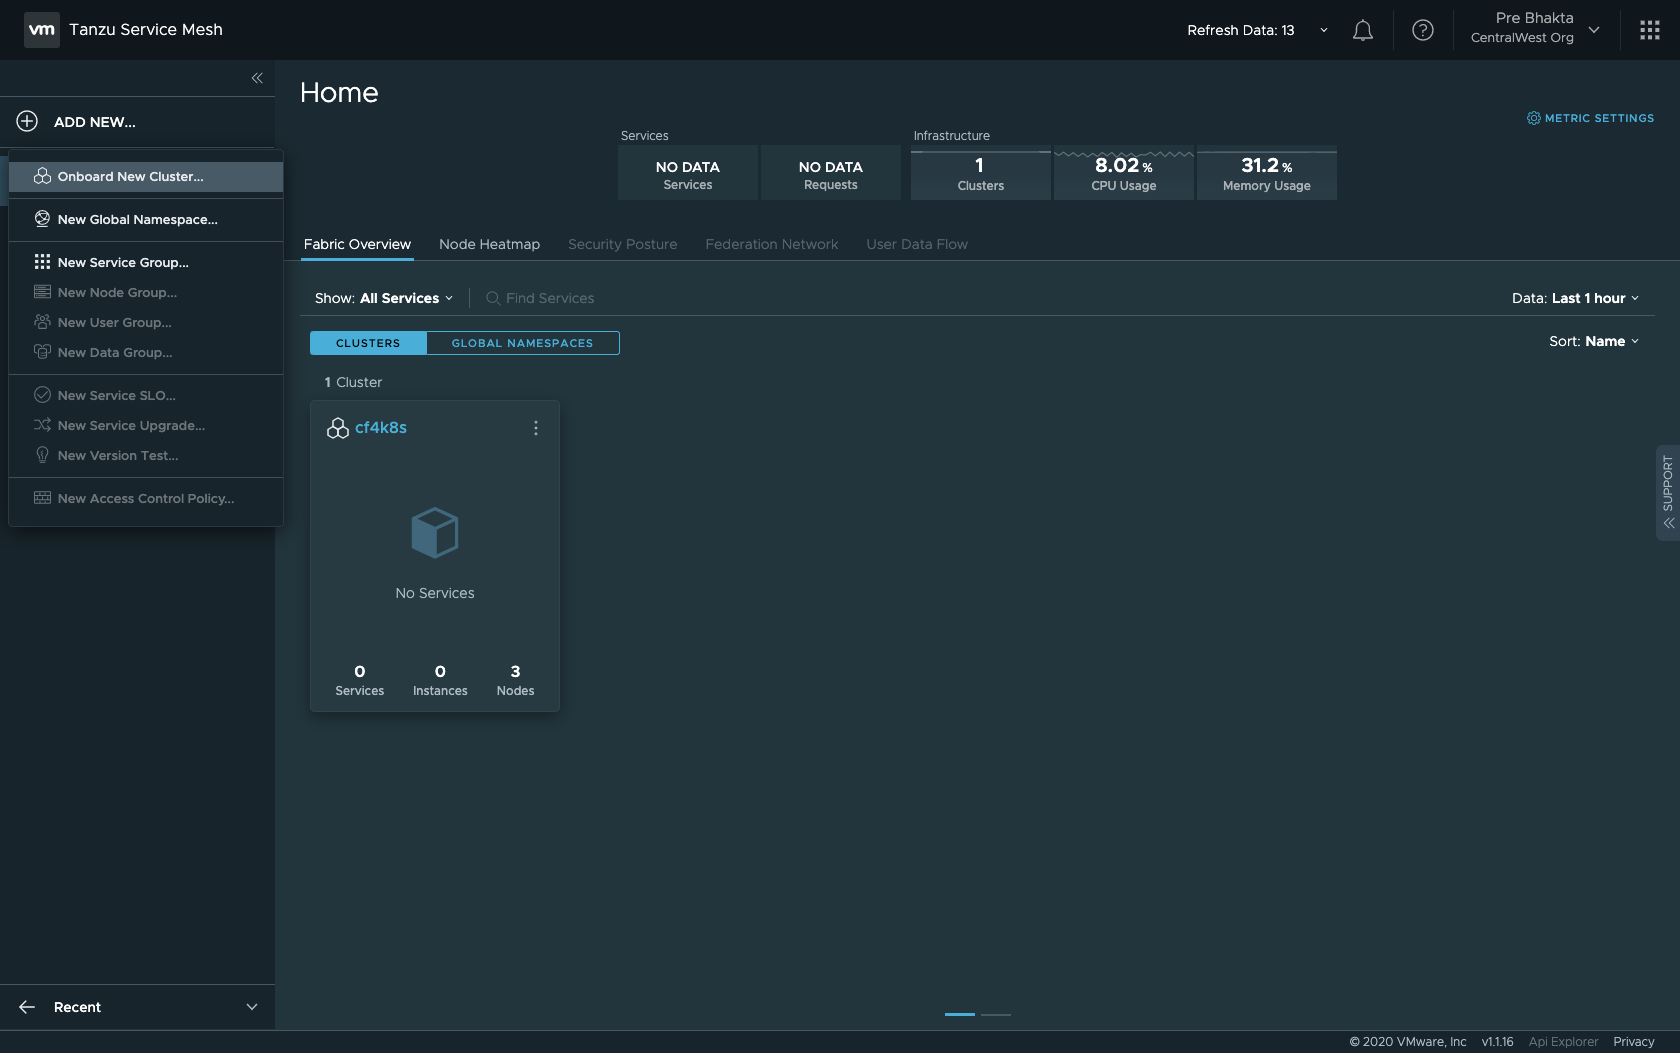 vm Tanzu Service Mesh
Refresh Data: 13
Pre Bhakta
CentralWest Org
ADD NEW...
Onboard New Cluster...
New Global Namespace...
New Service Group...
New Node Group...
New User Group...
New Data Group...
New Service SLO...
New Service Upgrade...
New Version Test...
New Access Control Policy...
Recent
Home
METRIC SETTINGS
Services
NO DATA
Services
NO DATA
Requests
Infrastructure
1
Clusters
8.02 %
CPU Usage
31.2 %
Memory Usage
Fabric Overview Node Heatmap Security Posture Federation Network User Data Flow
Show: All Services Find Services Data: Last 1 hour
CLUSTERS GLOBAL NAMESPACES Sort: Name
1 Cluster
cf4k8s
No Services
0 0 3
Services Instances Nodes
SUPPORT
© 2020 VMware, Inc v1.1.16 Api Explorer Privacy